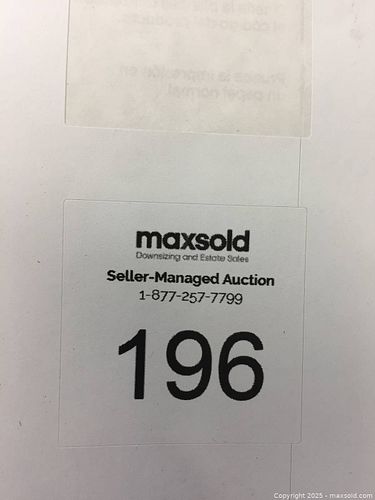 maxsold
Downsizing and Estate Sales
Seller-Managed Auction
1-877-257-7799
196
Copyright © 2025 - maxsold.com